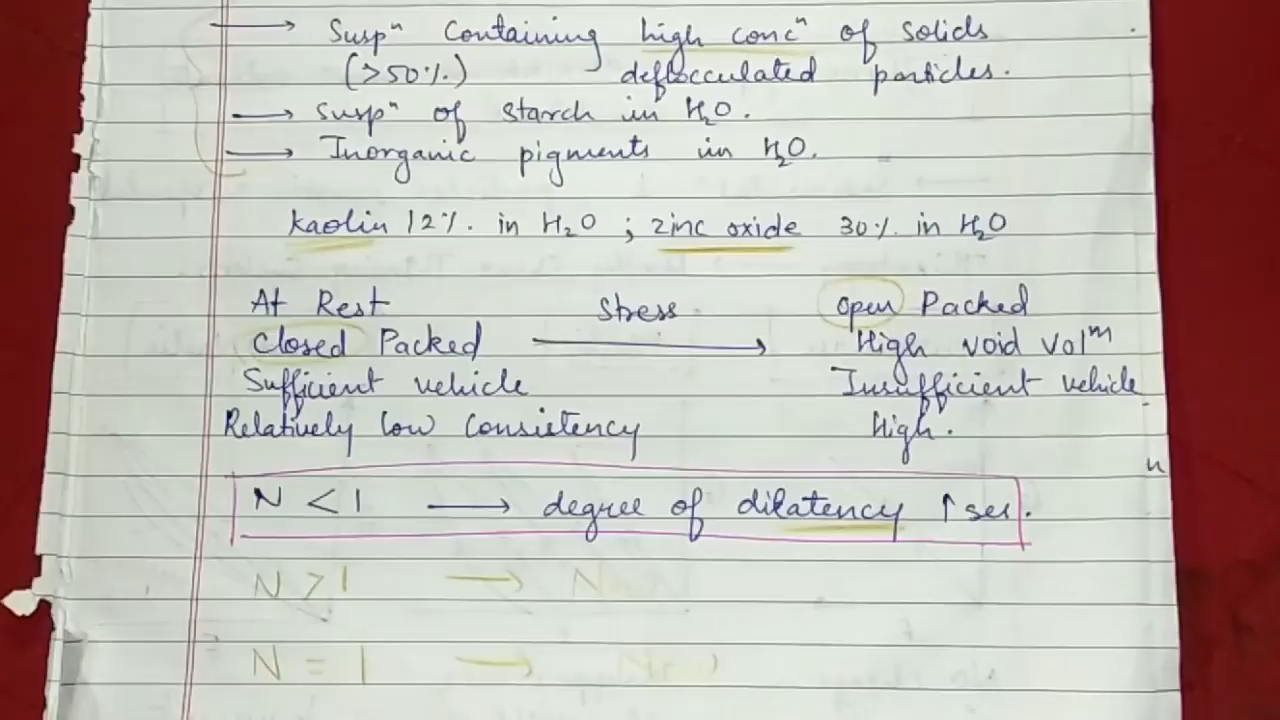 → Suspⁿ Containing high concⁿ of solids
(>50%.) deflocculated particles.
→ Suspⁿ of starch in H₂O.
→ Inorganic pigments in H₂O.
Kaolin 12%. in H₂O ; zinc oxide 30%. in H₂O
At Rest Stress Open Packed
Closed Packed → High void volᵐ
Sufficient vehicle Insufficient vehicle
Relatively low consistency High.
N < 1 → degree of dilatency ↑ses.
N > 1 → N
N = 1 →